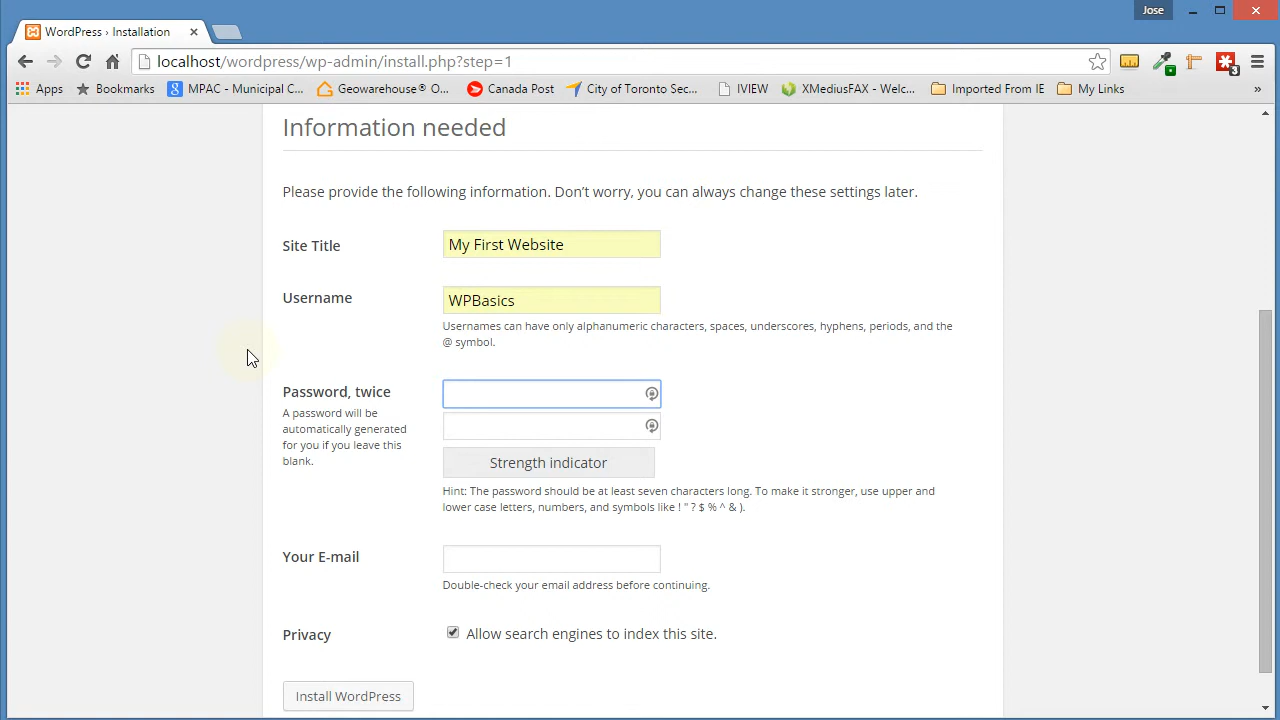 Jose
WordPress › Installation
localhost/wordpress/wp-admin/install.php?step=1
3
Apps Bookmarks MPAC - Municipal C... Geowarehouse® O... Canada Post City of Toronto Sec... IVIEW XMediusFAX - Welc... Imported From IE My Links »
Information needed
Please provide the following information. Don’t worry, you can always change these settings later.
Site Title My First Website
Username WPBasics
Usernames can have only alphanumeric characters, spaces, underscores, hyphens, periods, and the
@ symbol.
Password, twice
A password will be
automatically generated
for you if you leave this
blank.
Strength indicator
Hint: The password should be at least seven characters long. To make it stronger, use upper and
lower case letters, numbers, and symbols like ! " ? $ % ^ & ).
Your E-mail
Double-check your email address before continuing.
Privacy Allow search engines to index this site.
Install WordPress